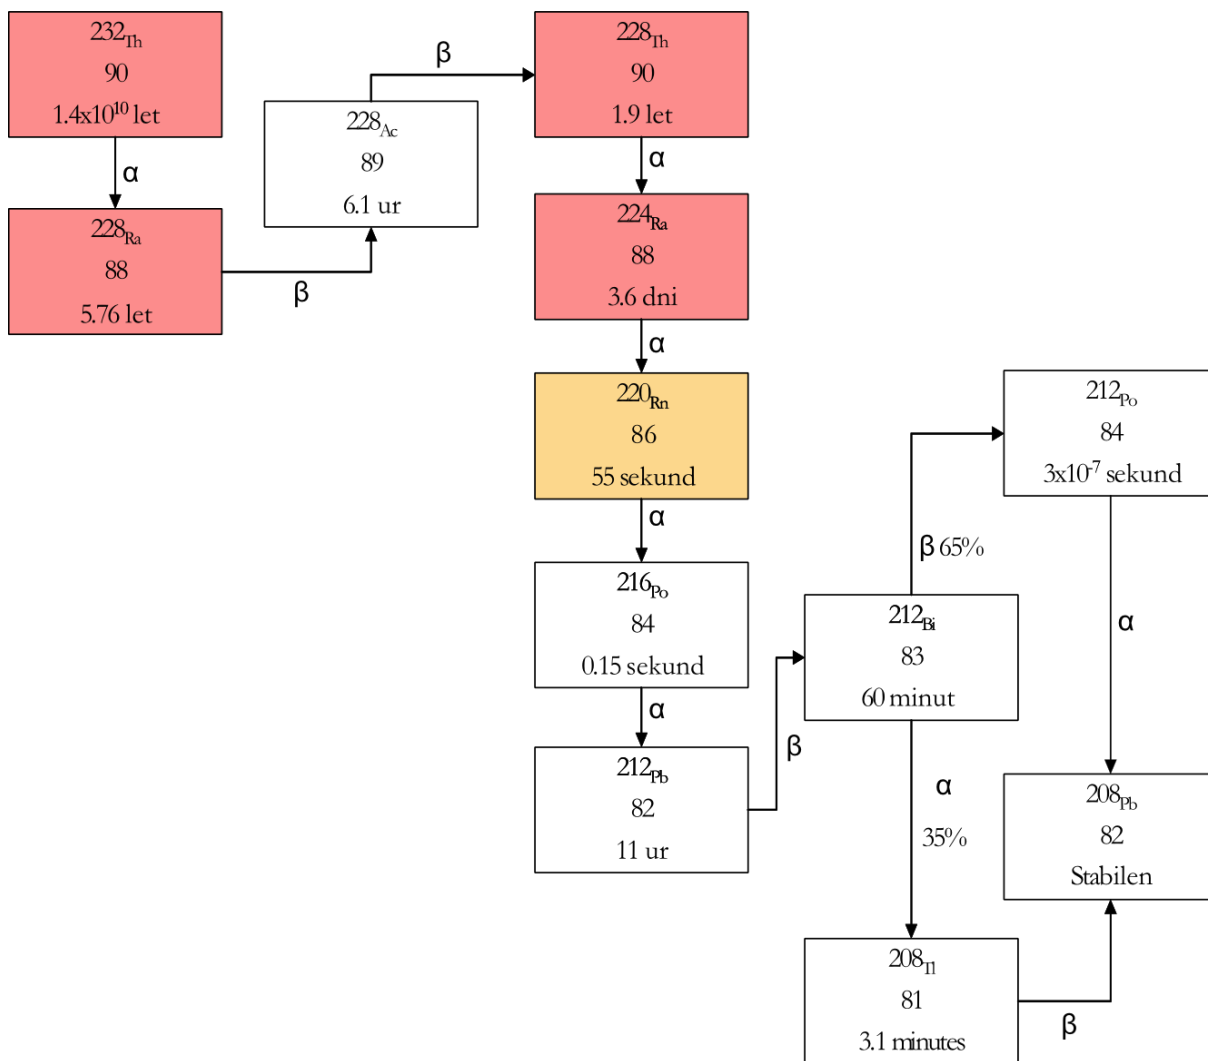 232Th
90
1.4x10¹⁰ let
α
228Ra
88
5.76 let
β
228Ac
89
6.1 ur
β
228Th
90
1.9 let
α
224Ra
88
3.6 dni
α
220Rn
86
55 sekund
α
216Po
84
0.15 sekund
α
212Pb
82
11 ur
β
212Bi
83
60 minut
β 65%
212Po
84
3x10⁻⁷ sekund
α
α
35%
208Tl
81
3.1 minutes
β
208Pb
82
Stabilen